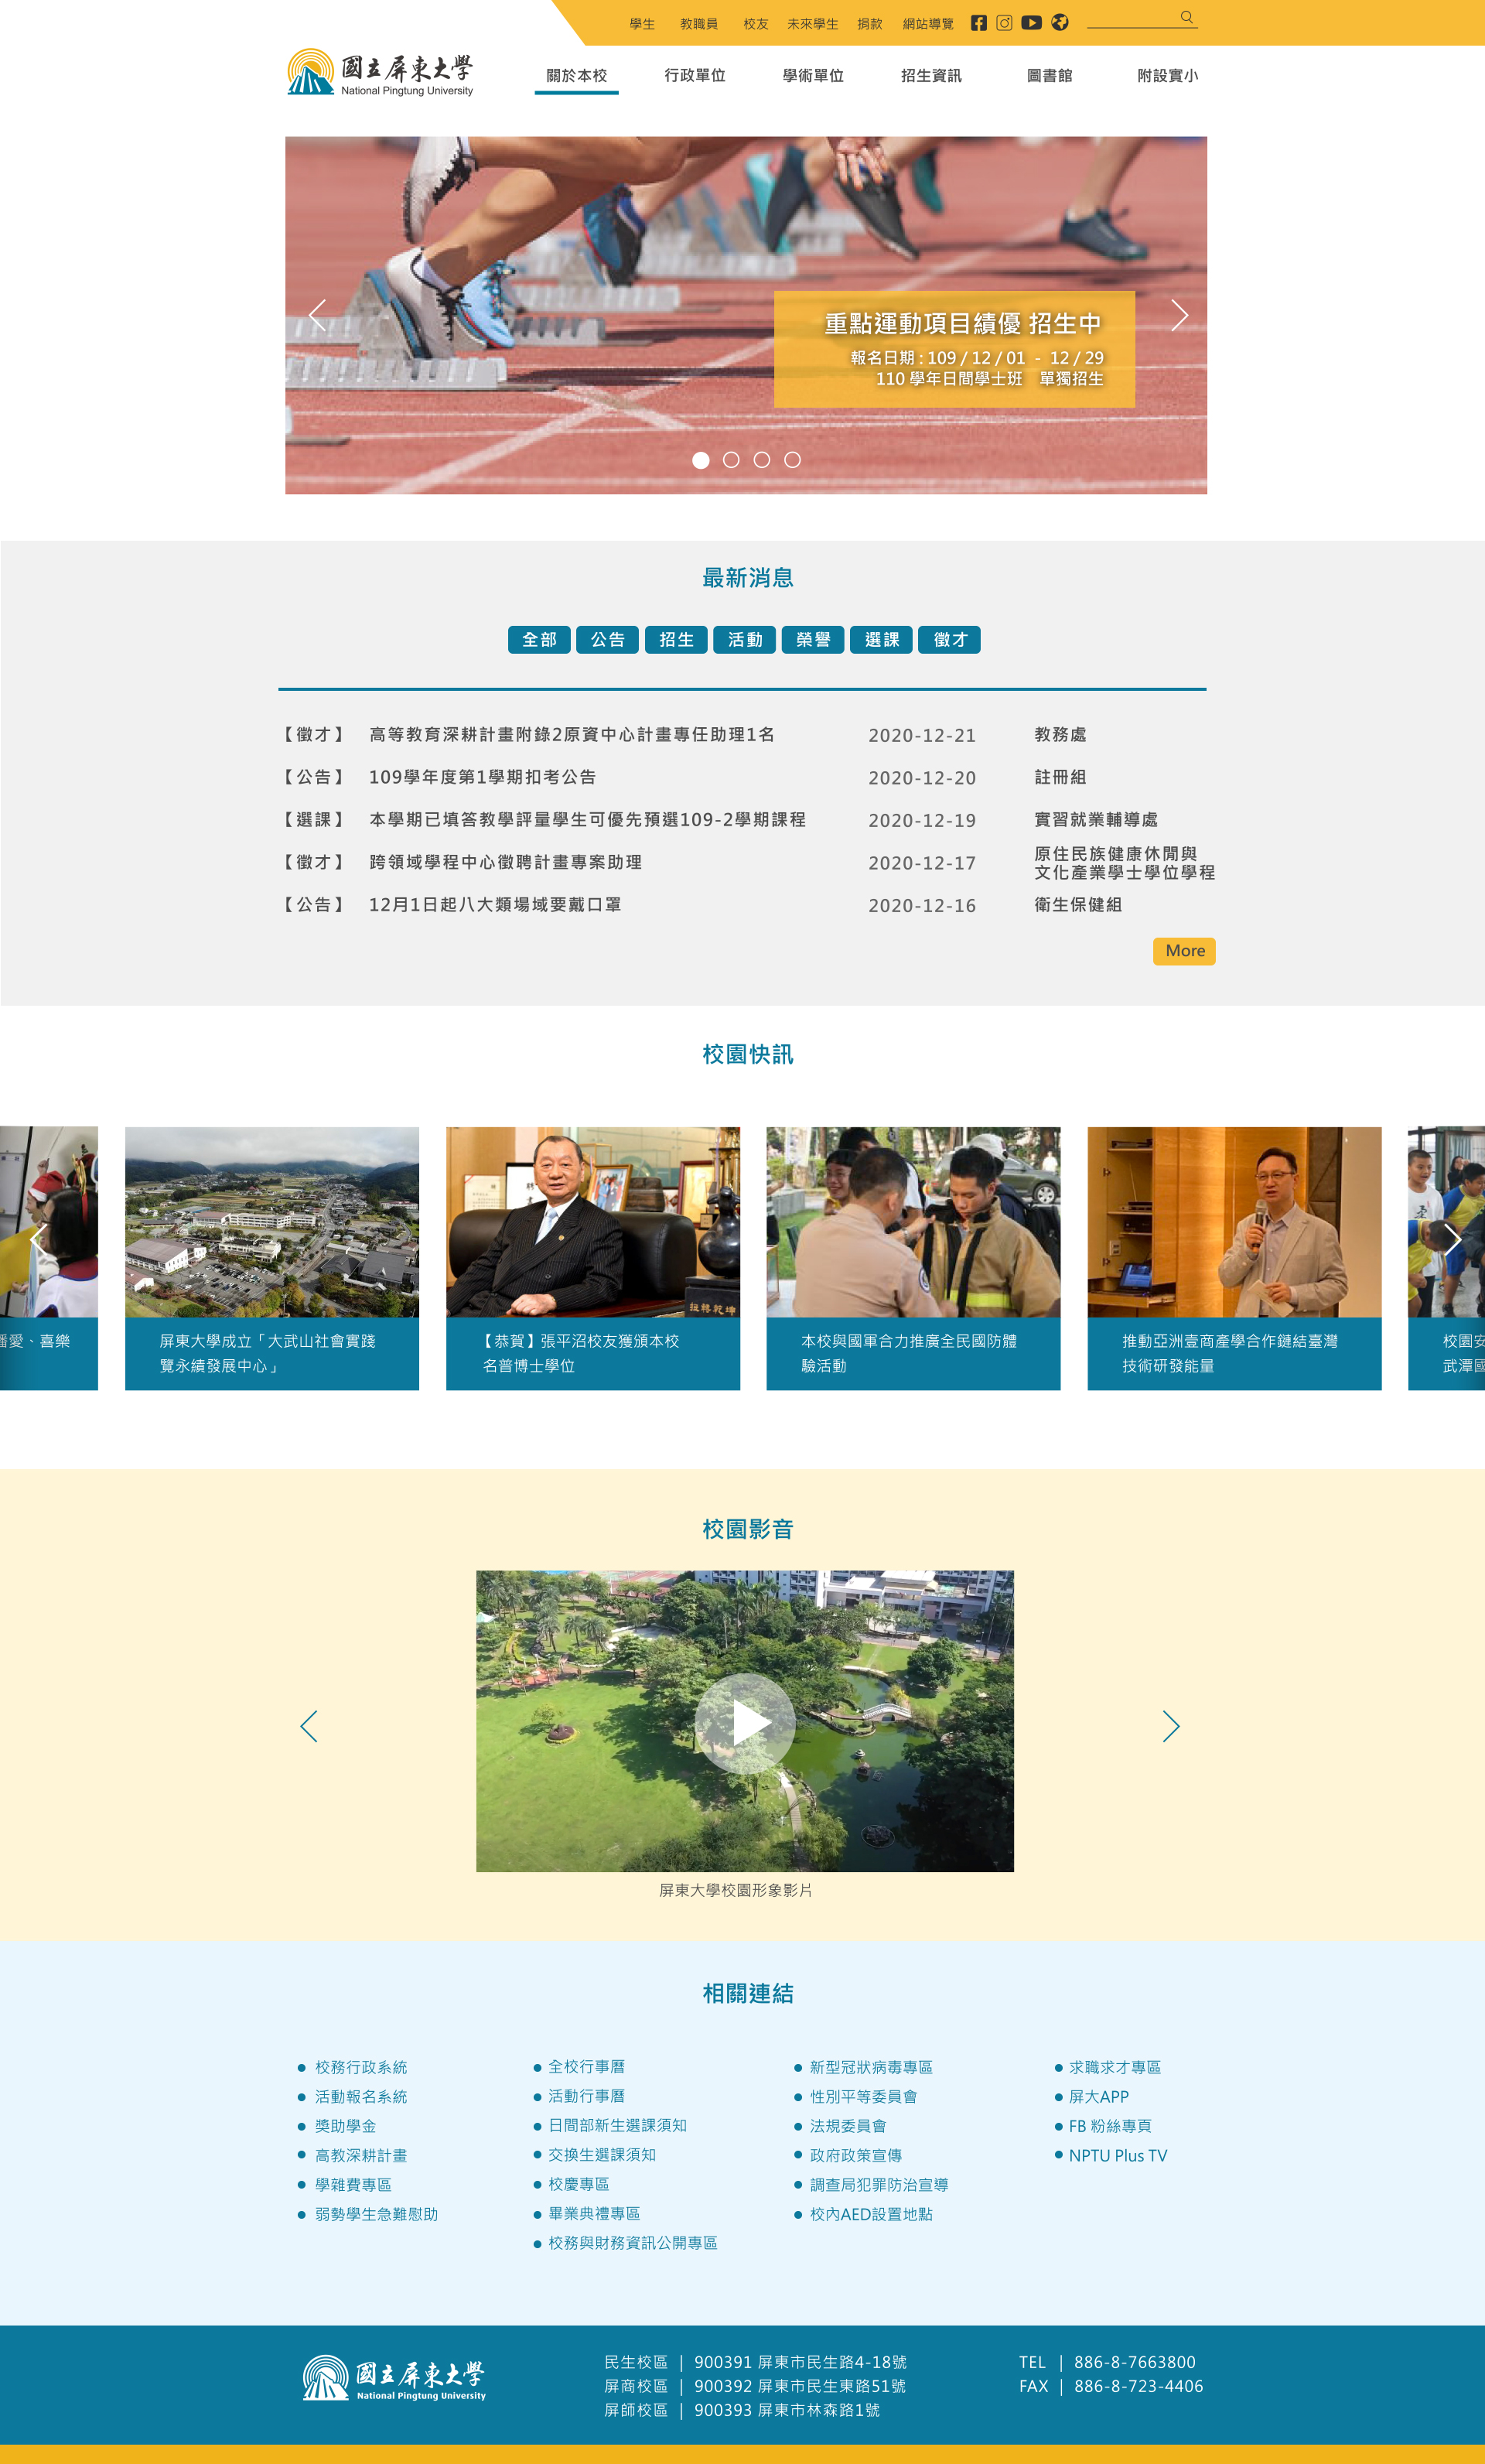 學生 教職員 校友 未來學生 捐款 網站導覽
國立屏東大學
National Pingtung University
關於本校 行政單位 學術單位 招生資訊 圖書館 附設實小
重點運動項目績優 招生中
報名日期 : 109 / 12 / 01 - 12 / 29
110 學年日間學士班 單獨招生
最新消息
全部 公告 招生 活動 榮譽 選課 徵才
【徵才】 高等教育深耕計畫附錄2原資中心計畫專任助理1名 2020-12-21 教務處
【公告】 109學年度第1學期扣考公告 2020-12-20 註冊組
【選課】 本學期已填答教學評量學生可優先預選109-2學期課程 2020-12-19 實習就業輔導處
【徵才】 跨領域學程中心徵聘計畫專案助理 2020-12-17 原住民族健康休閒與
文化產業學士學位學程
【公告】 12月1日起八大類場域要戴口罩 2020-12-16 衛生保健組
More
校園快訊
播愛、喜樂
屏東大學成立「大武山社會實踐
暨永續發展中心」
【恭賀】張平沼校友獲頒本校
名普博士學位
本校與國軍合力推廣全民國防體
驗活動
推動亞洲壹商產學合作鏈結臺灣
技術研發能量
校園安
武潭國
校園影音
屏東大學校園形象影片
相關連結
校務行政系統
活動報名系統
獎助學金
高教深耕計畫
學雜費專區
弱勢學生急難慰助
全校行事曆
活動行事曆
日間部新生選課須知
交換生選課須知
校慶專區
畢業典禮專區
校務與財務資訊公開專區
新型冠狀病毒專區
性別平等委員會
法規委員會
政府政策宣傳
調查局犯罪防治宣導
校內AED設置地點
求職求才專區
屏大APP
FB 粉絲專頁
NPTU Plus TV
國立屏東大學
National Pingtung University
民生校區 | 900391 屏東市民生路4-18號
屏商校區 | 900392 屏東市民生東路51號
屏師校區 | 900393 屏東市林森路1號
TEL | 886-8-7663800
FAX | 886-8-723-4406